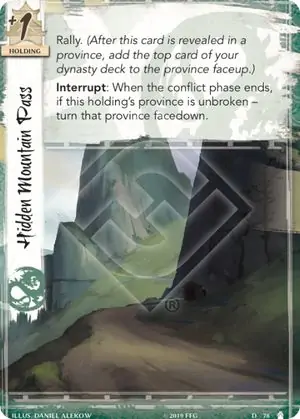 +1
HOLDING
Rally. (After this card is revealed in a
province, add the top card of your
dynasty deck to the province faceup.)
Interrupt: When the conflict phase ends,
if this holding's province is unbroken –
turn that province facedown.
Hidden Mountain Pass
®
ILLUS. DANIEL ALEKOW
© 2019 FFG
D 78